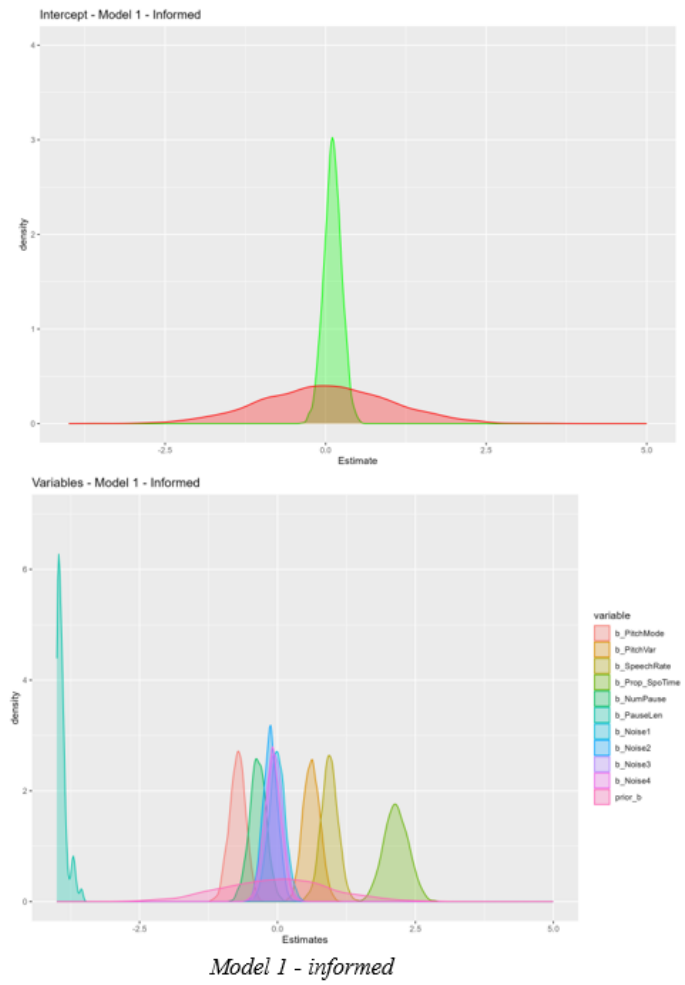 Intercept - Model 1 - Informed
4
3
2
1
0
density
-2.5 0.0 2.5 5.0
Estimate
Variables - Model 1 - Informed
6
4
2
0
density
-2.5 0.0 2.5 5.0
Estimates
variable
b_PitchMode
b_PitchVar
b_SpeechRate
b_Prop_SpoTime
b_NumPause
b_PauseLen
b_Noise1
b_Noise2
b_Noise3
b_Noise4
prior_b
Model 1 - informed